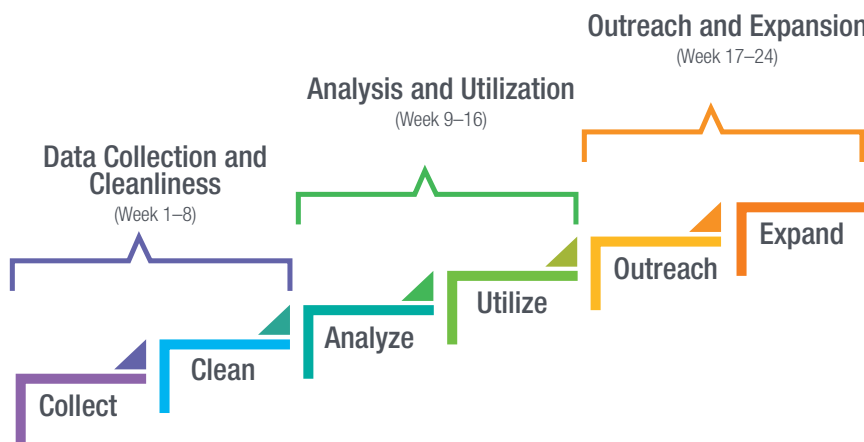 Outreach and Expansion
(Week 17–24)
Analysis and Utilization
(Week 9–16)
Data Collection and
Cleanliness
(Week 1–8)
Expand
Outreach
Utilize
Analyze
Clean
Collect